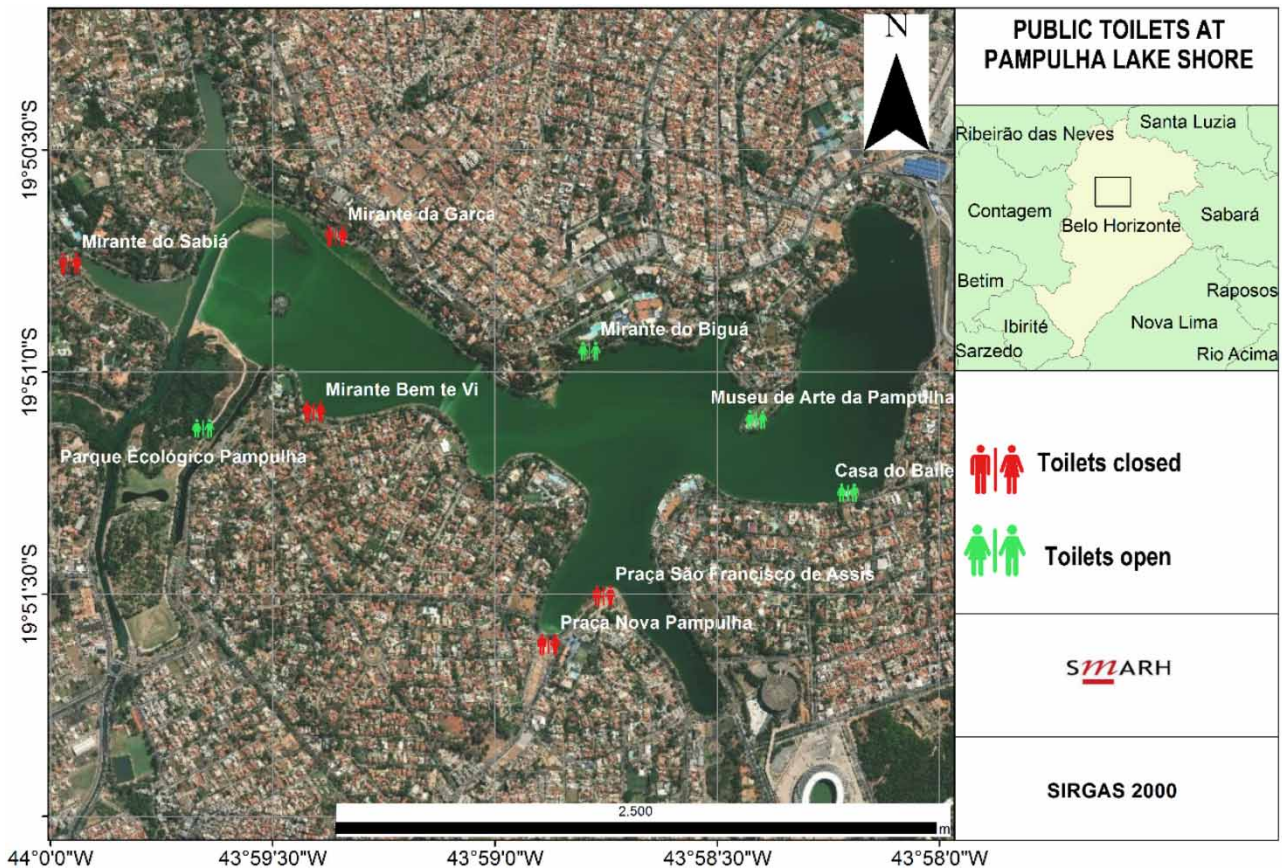 N
Mirante da Garça
Mirante do Sabiá
Mirante do Biguá
Mirante Bem te Vi
Museu de Arte da Pampulha
Parque Ecológico Pampulha
Casa do Baile
Praça São Francisco de Assis
Praça Nova Pampulha
2.500
m
19°50'30"S
19°51'0"S
19°51'30"S
44°00'0"W
43°59'30"W
43°59'0"W
43°58'30"W
43°58'0"W
PUBLIC TOILETS AT
PAMPULHA LAKE SHORE
Ribeirão das Neves
Santa Luzia
Contagem
Sabará
Belo Horizonte
Betim
Raposos
Ibirité
Nova Lima
Sarzedo
Rio Acima
Toilets closed
Toilets open
SmARH
SIRGAS 2000